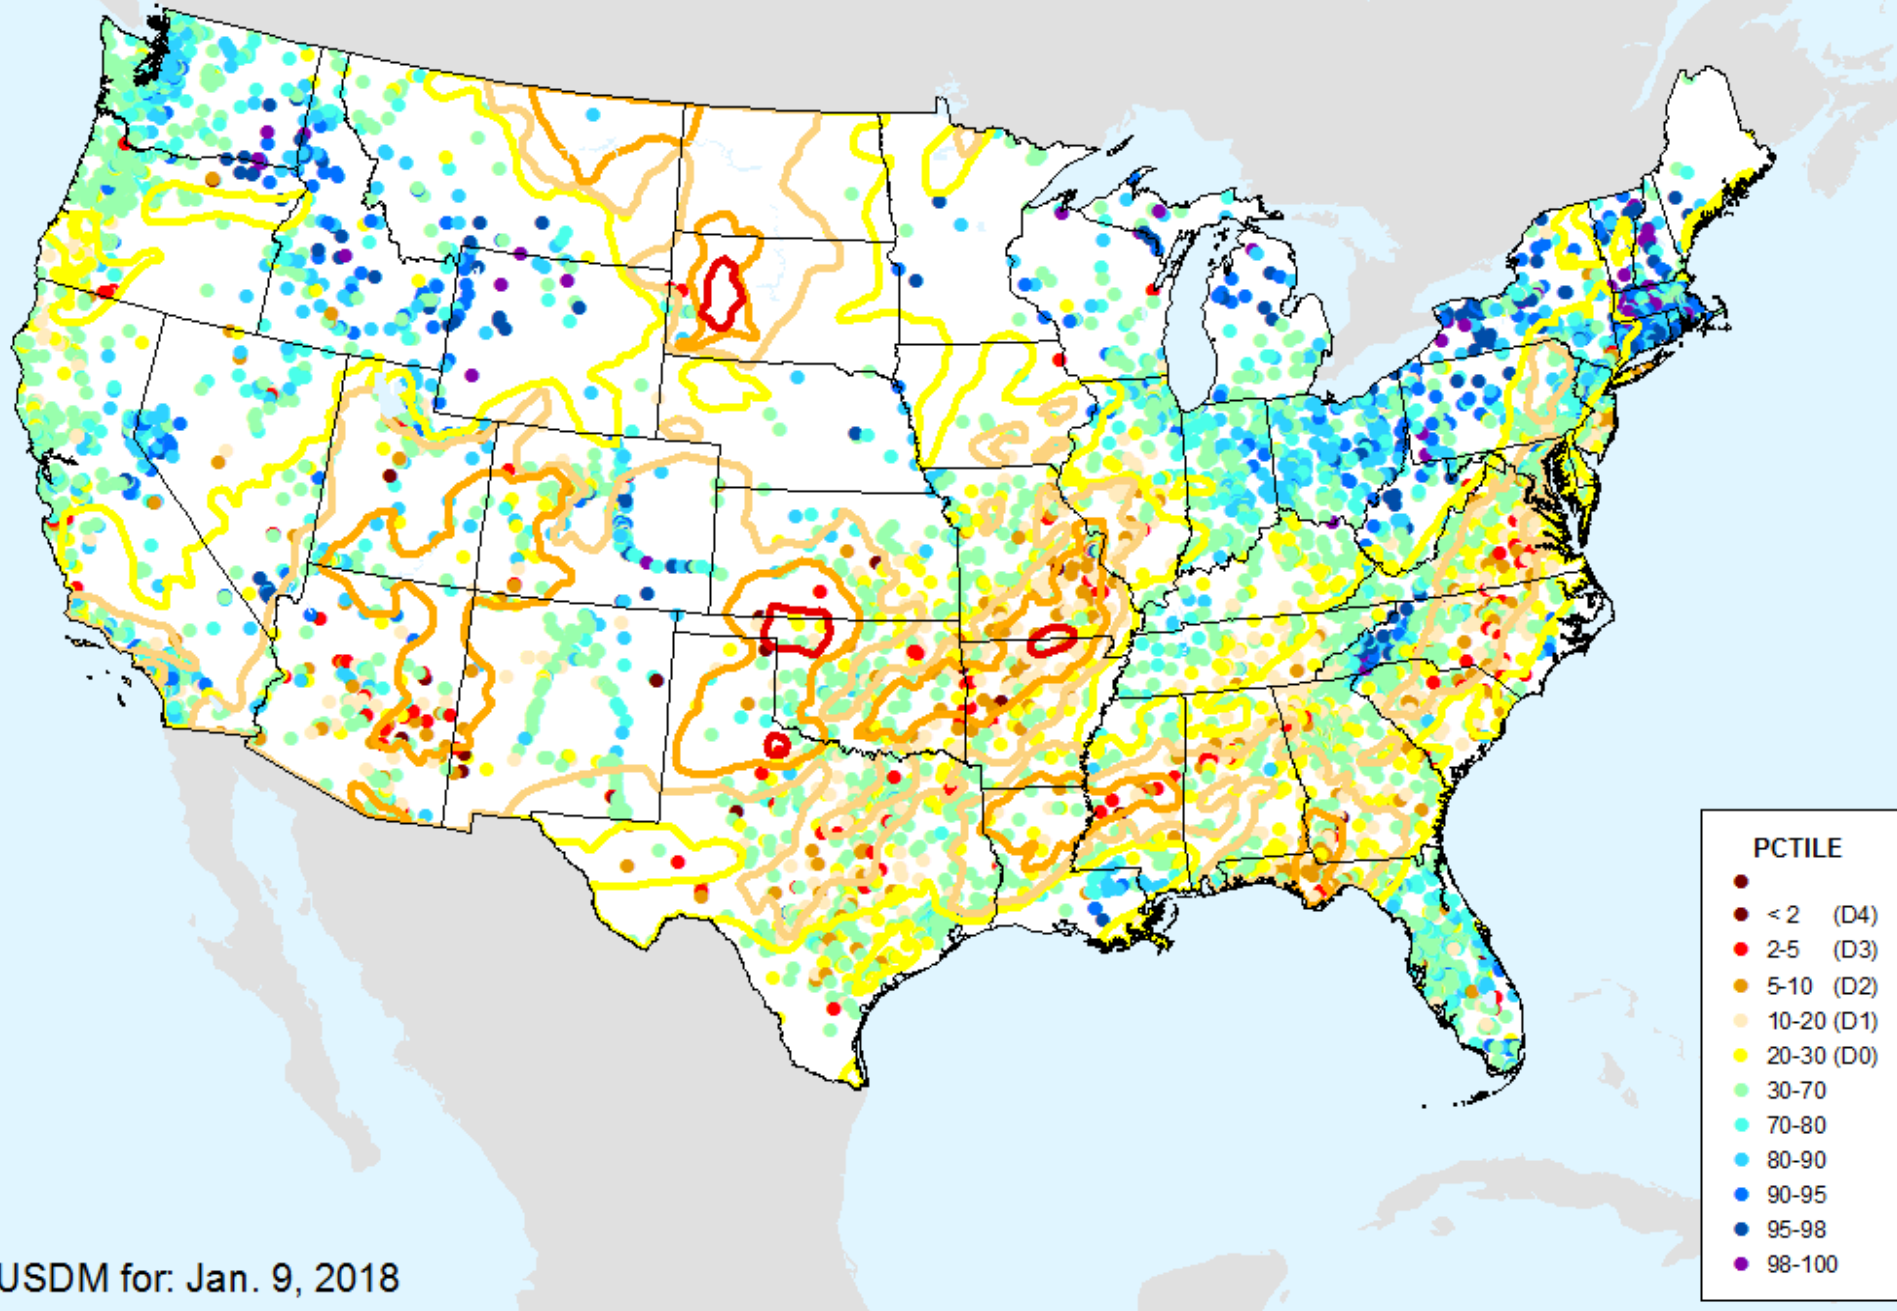 PCTILE
< 2 (D4)
2-5 (D3)
5-10 (D2)
10-20 (D1)
20-30 (D0)
30-70
70-80
80-90
90-95
95-98
98-100
USDM for: Jan. 9, 2018